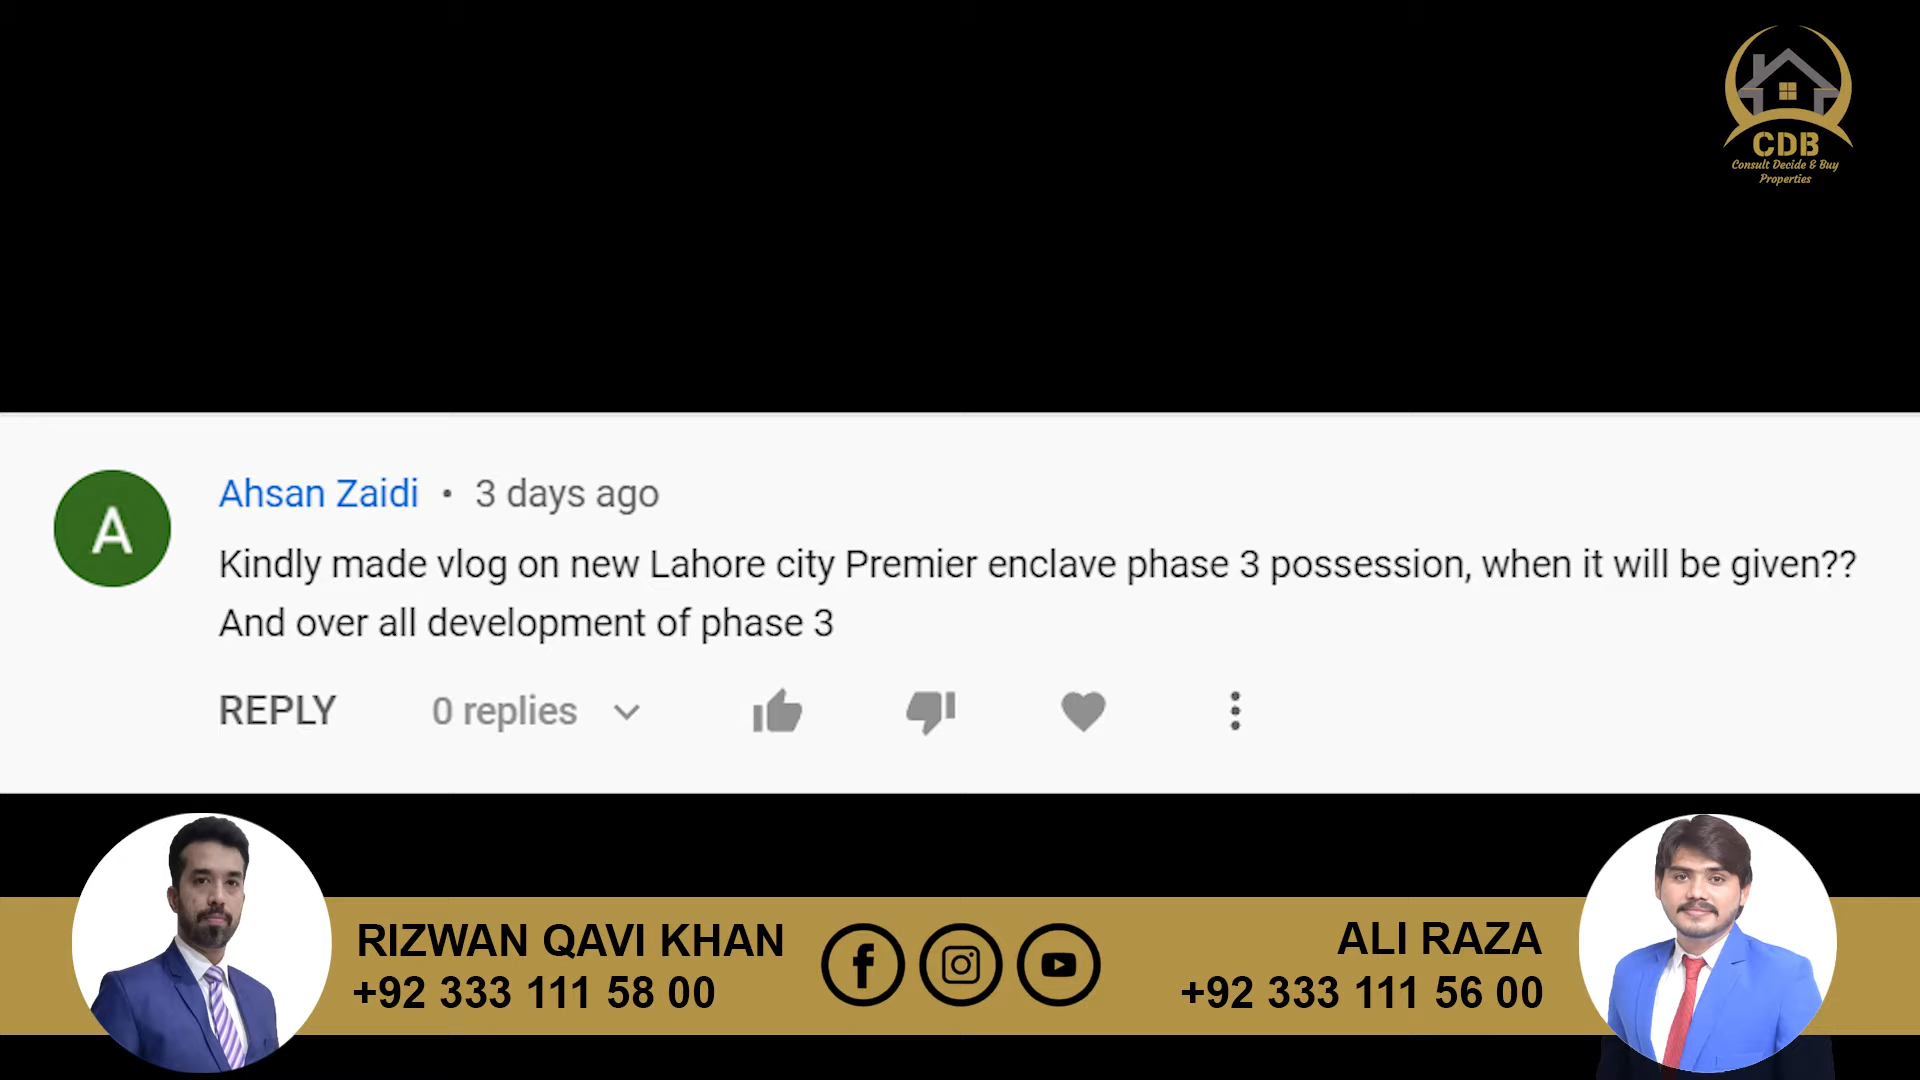 CDB
Consult Decide & Buy
Properties
A
Ahsan Zaidi • 3 days ago
Kindly made vlog on new Lahore city Premier enclave phase 3 possession, when it will be given??
And over all development of phase 3
REPLY 0 replies
RIZWAN QAVI KHAN
+92 333 111 58 00
ALI RAZA
+92 333 111 56 00